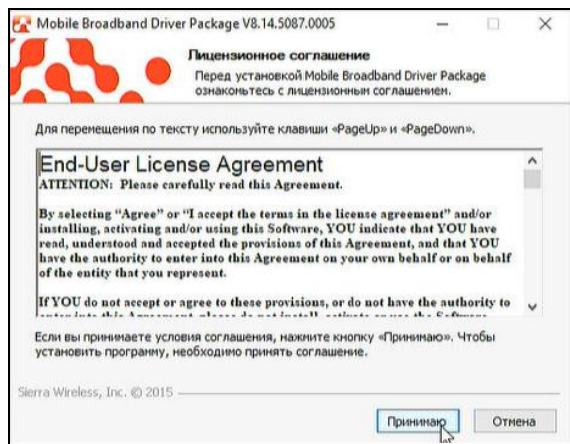 Mobile Broadband Driver Package V8.14.5087.0005
Лицензионное соглашение
Перед установкой Mobile Broadband Driver Package
ознакомьтесь с лицензионным соглашением.
Для перемещения по тексту используйте клавиши «PageUp» и «PageDown».
End-User License Agreement
ATTENTION: Please carefully read this Agreement.
By selecting “Agree” or “I accept the terms in the license agreement” and/or
installing, activating and/or using this Software, YOU indicate that YOU have
read, understood and accepted the provisions of this Agreement, and that YOU
have the authority to enter into this Agreement on your own behalf or on behalf
of the entity that you represent.
If YOU do not accept or agree to these provisions, or do not have the authority to
Если вы принимаете условия соглашения, нажмите кнопку «Принимаю». Чтобы
установить программу, необходимо принять соглашение.
Sierra Wireless, Inc. © 2015
Принимаю
Отмена